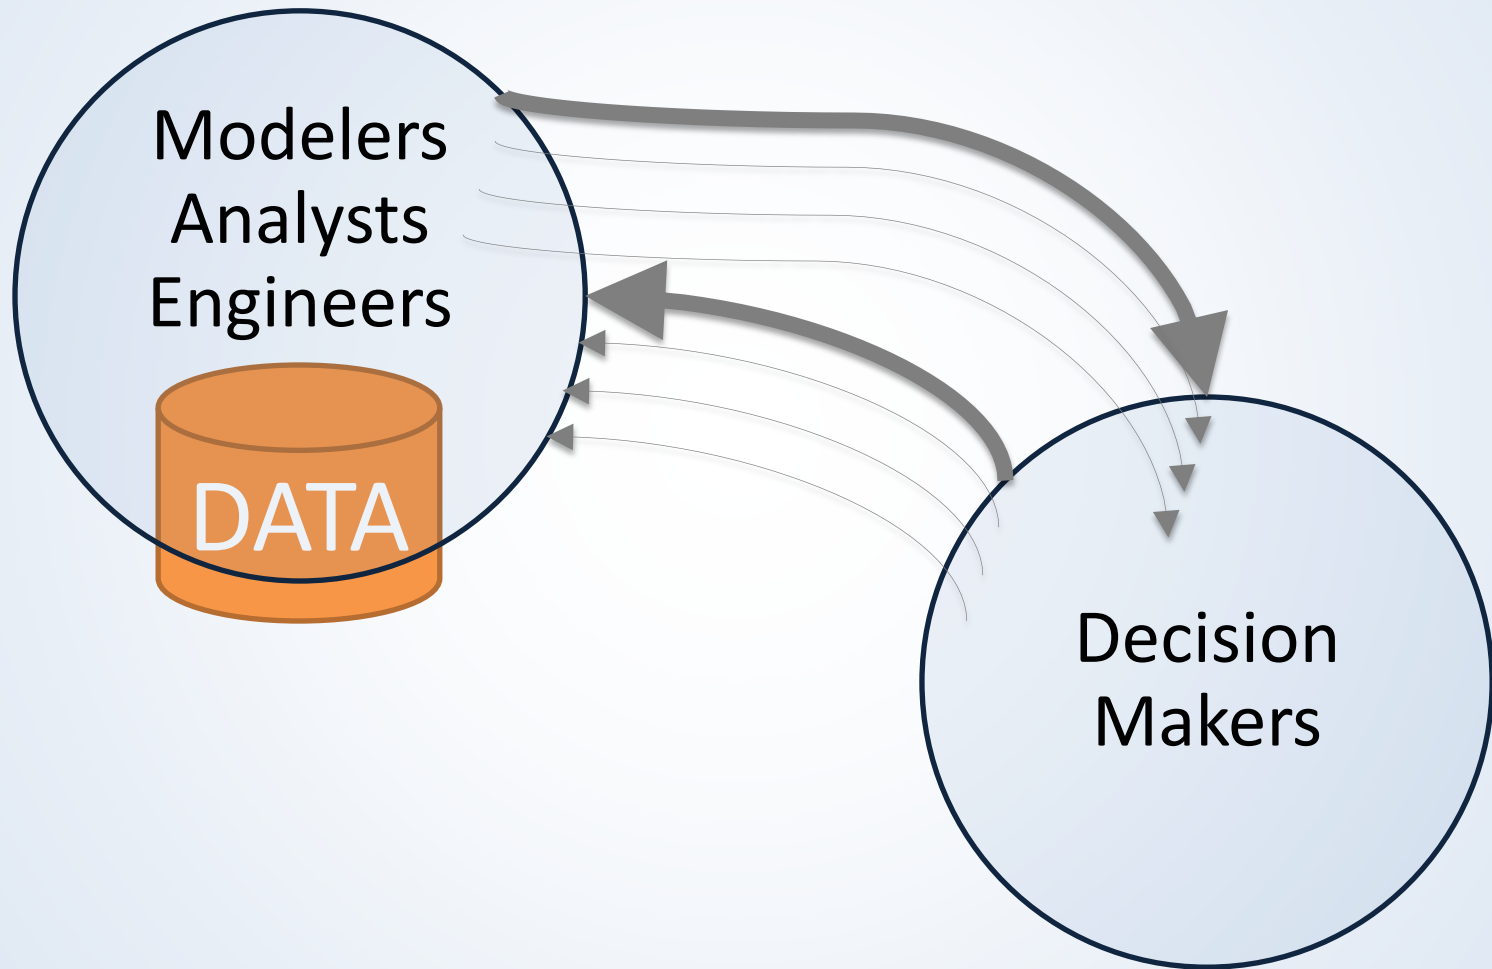 Modelers
Analysts
Engineers
DATA
Decision
Makers